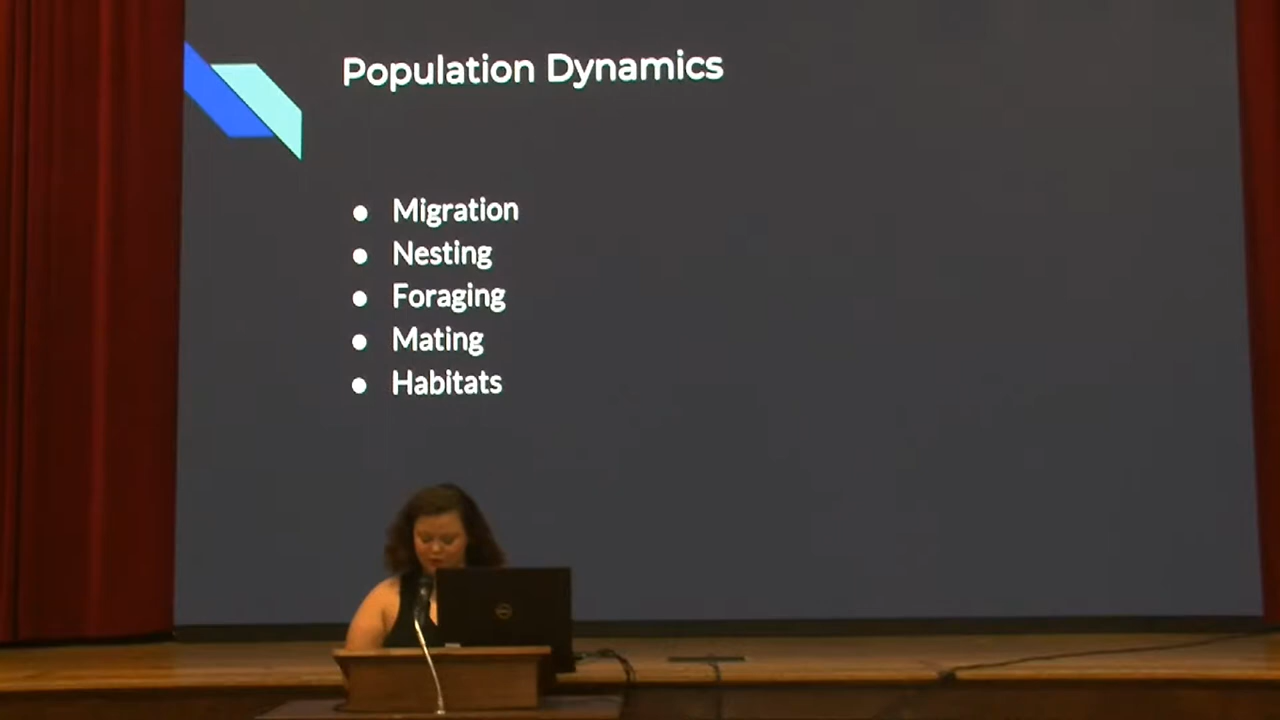 Population Dynamics
● Migration
● Nesting
● Foraging
● Mating
● Habitats